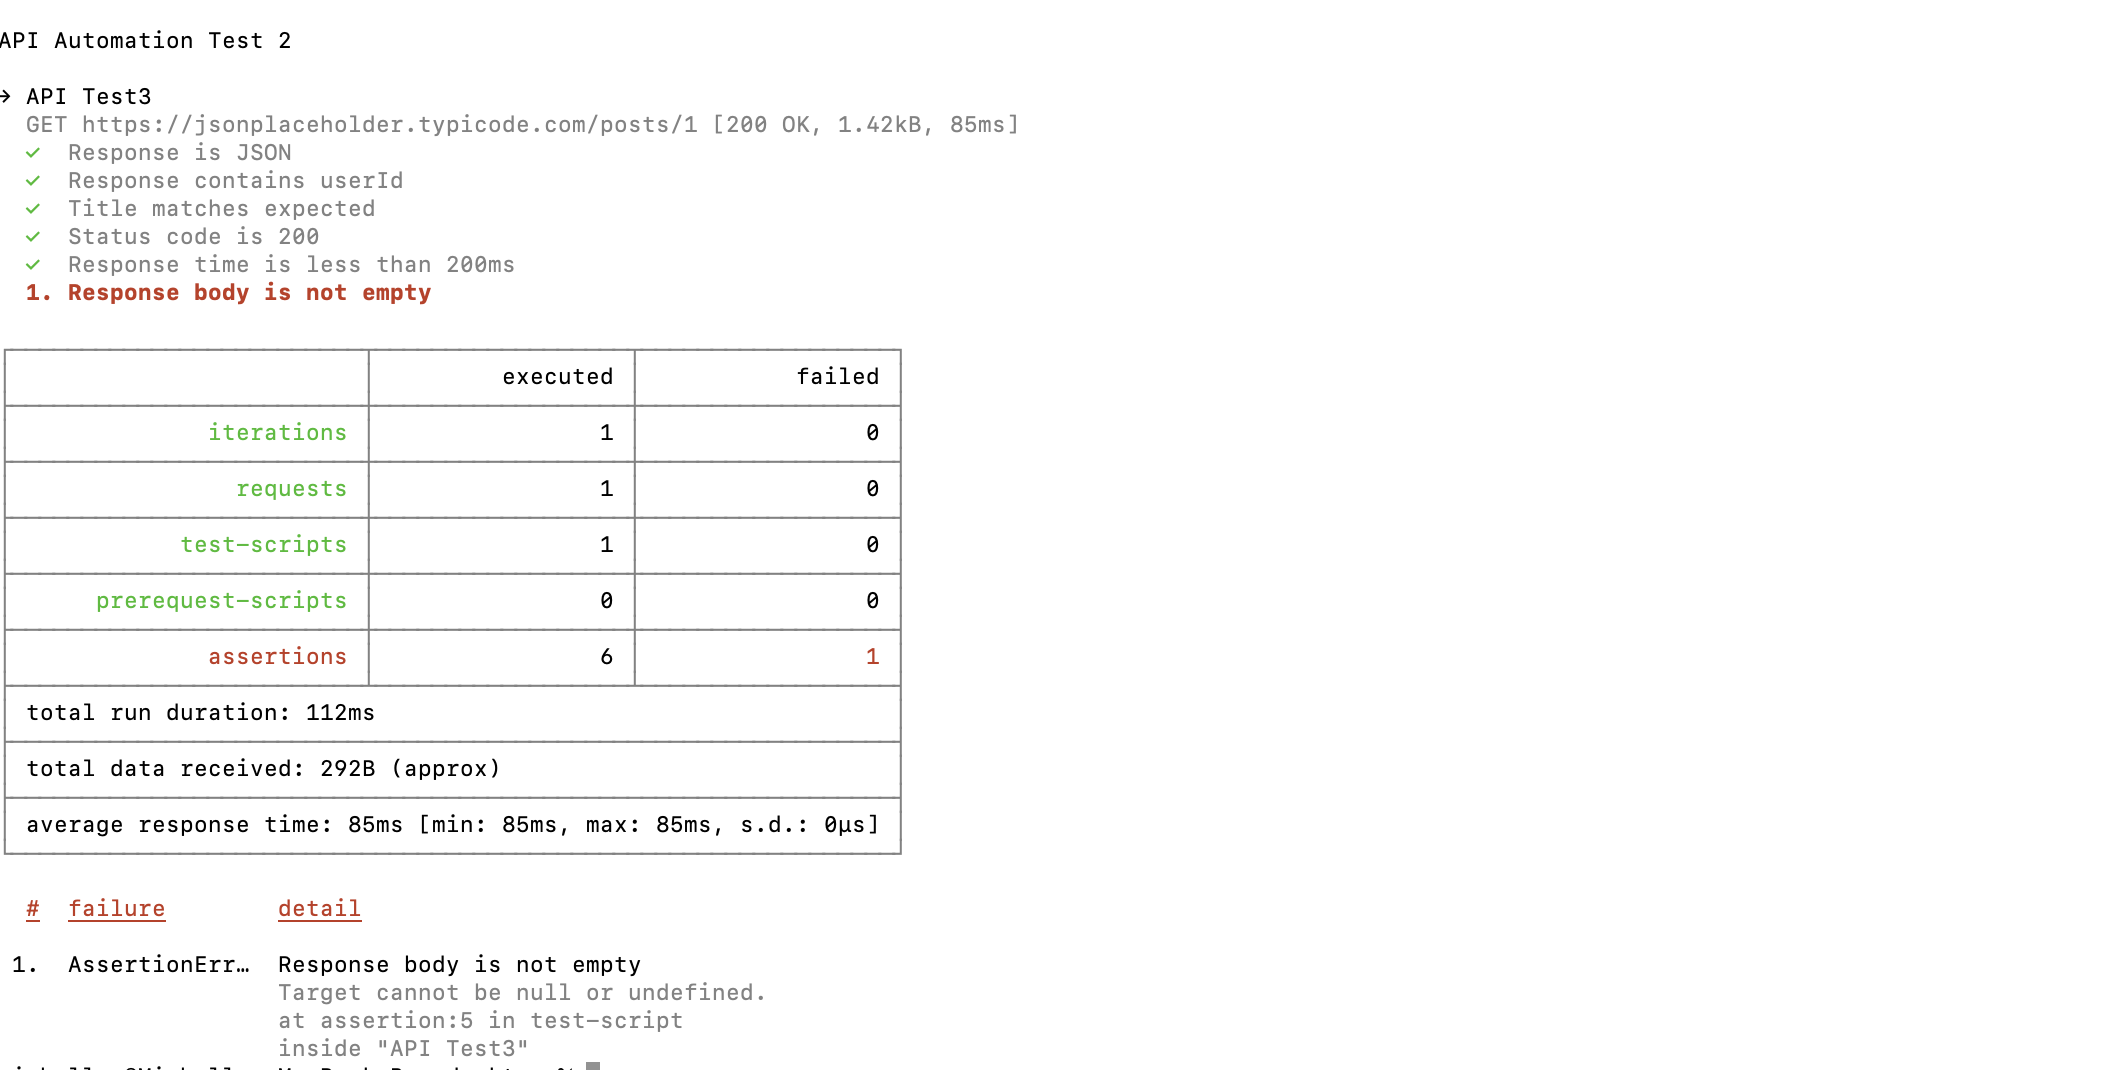 API Automation Test 2
→ API Test3
GET https://jsonplaceholder.typicode.com/posts/1 [200 OK, 1.42kB, 85ms]
✓ Response is JSON
✓ Response contains userId
✓ Title matches expected
✓ Status code is 200
✓ Response time is less than 200ms
1. Response body is not empty
executed failed
iterations 1 0
requests 1 0
test-scripts 1 0
prerequest-scripts 0 0
assertions 6 1
total run duration: 112ms
total data received: 292B (approx)
average response time: 85ms [min: 85ms, max: 85ms, s.d.: 0µs]
# failure detail
1. AssertionErr… Response body is not empty
Target cannot be null or undefined.
at assertion:5 in test-script
inside "API Test3"